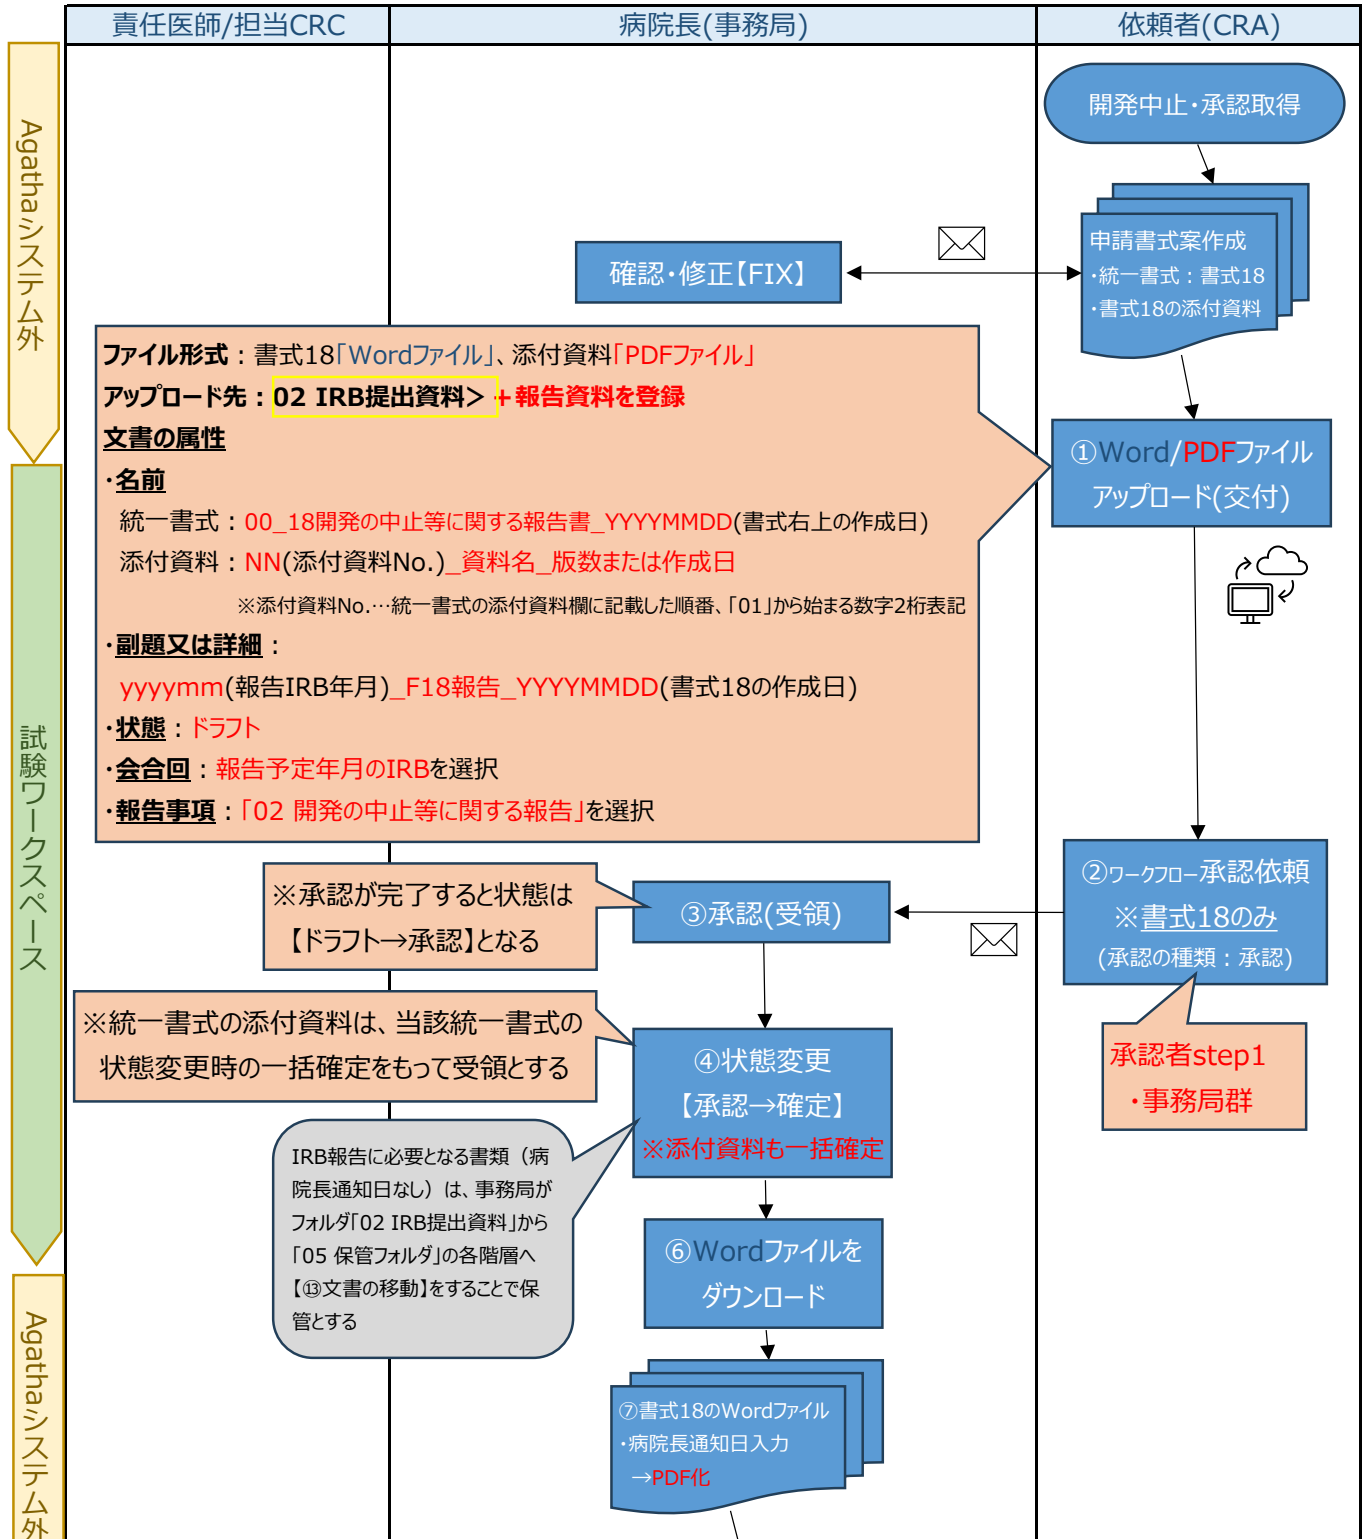 責任医師/担当CRC
病院長(事務局)
依頼者(CRA)
Agathaシステム外
開発中止・承認取得
申請書式案作成
・統一書式：書式18
・書式18の添付資料
確認・修正【FIX】
ファイル形式：書式18「Wordファイル」、添付資料「PDFファイル」
アップロード先：02 IRB提出資料>＋報告資料を登録
文書の属性
・名前
統一書式：00_18開発の中止等に関する報告書_YYYYMMDD(書式右上の作成日)
添付資料：NN(添付資料No.)_資料名_版数または作成日
※添付資料No.…統一書式の添付資料欄に記載した順番、「01」から始まる数字2桁表記
・副題又は詳細：
yyyymm(報告IRB年月)_F18報告_YYYYMMDD(書式18の作成日)
・状態：ドラフト
・会合回：報告予定年月のIRBを選択
・報告事項：「02 開発の中止等に関する報告」を選択
①Word/PDFファイル
アップロード(交付)
試験ワークスペース
②ワークフロー承認依頼
※書式18のみ
(承認の種類：承認)
承認者step1
・事務局群
③承認(受領)
※承認が完了すると状態は
【ドラフト→承認】となる
※統一書式の添付資料は、当該統一書式の
状態変更時の一括確定をもって受領とする
④状態変更
【承認→確定】
※添付資料も一括確定
IRB報告に必要となる書類（病
院長通知日なし）は、事務局が
フォルダ「02 IRB提出資料」から
「05 保管フォルダ」の各階層へ
【⑬文書の移動】をすることで保
管とする
⑥Wordファイルを
ダウンロード
Agathaシステム外
⑦書式18のWordファイル
・病院長通知日入力
→PDF化